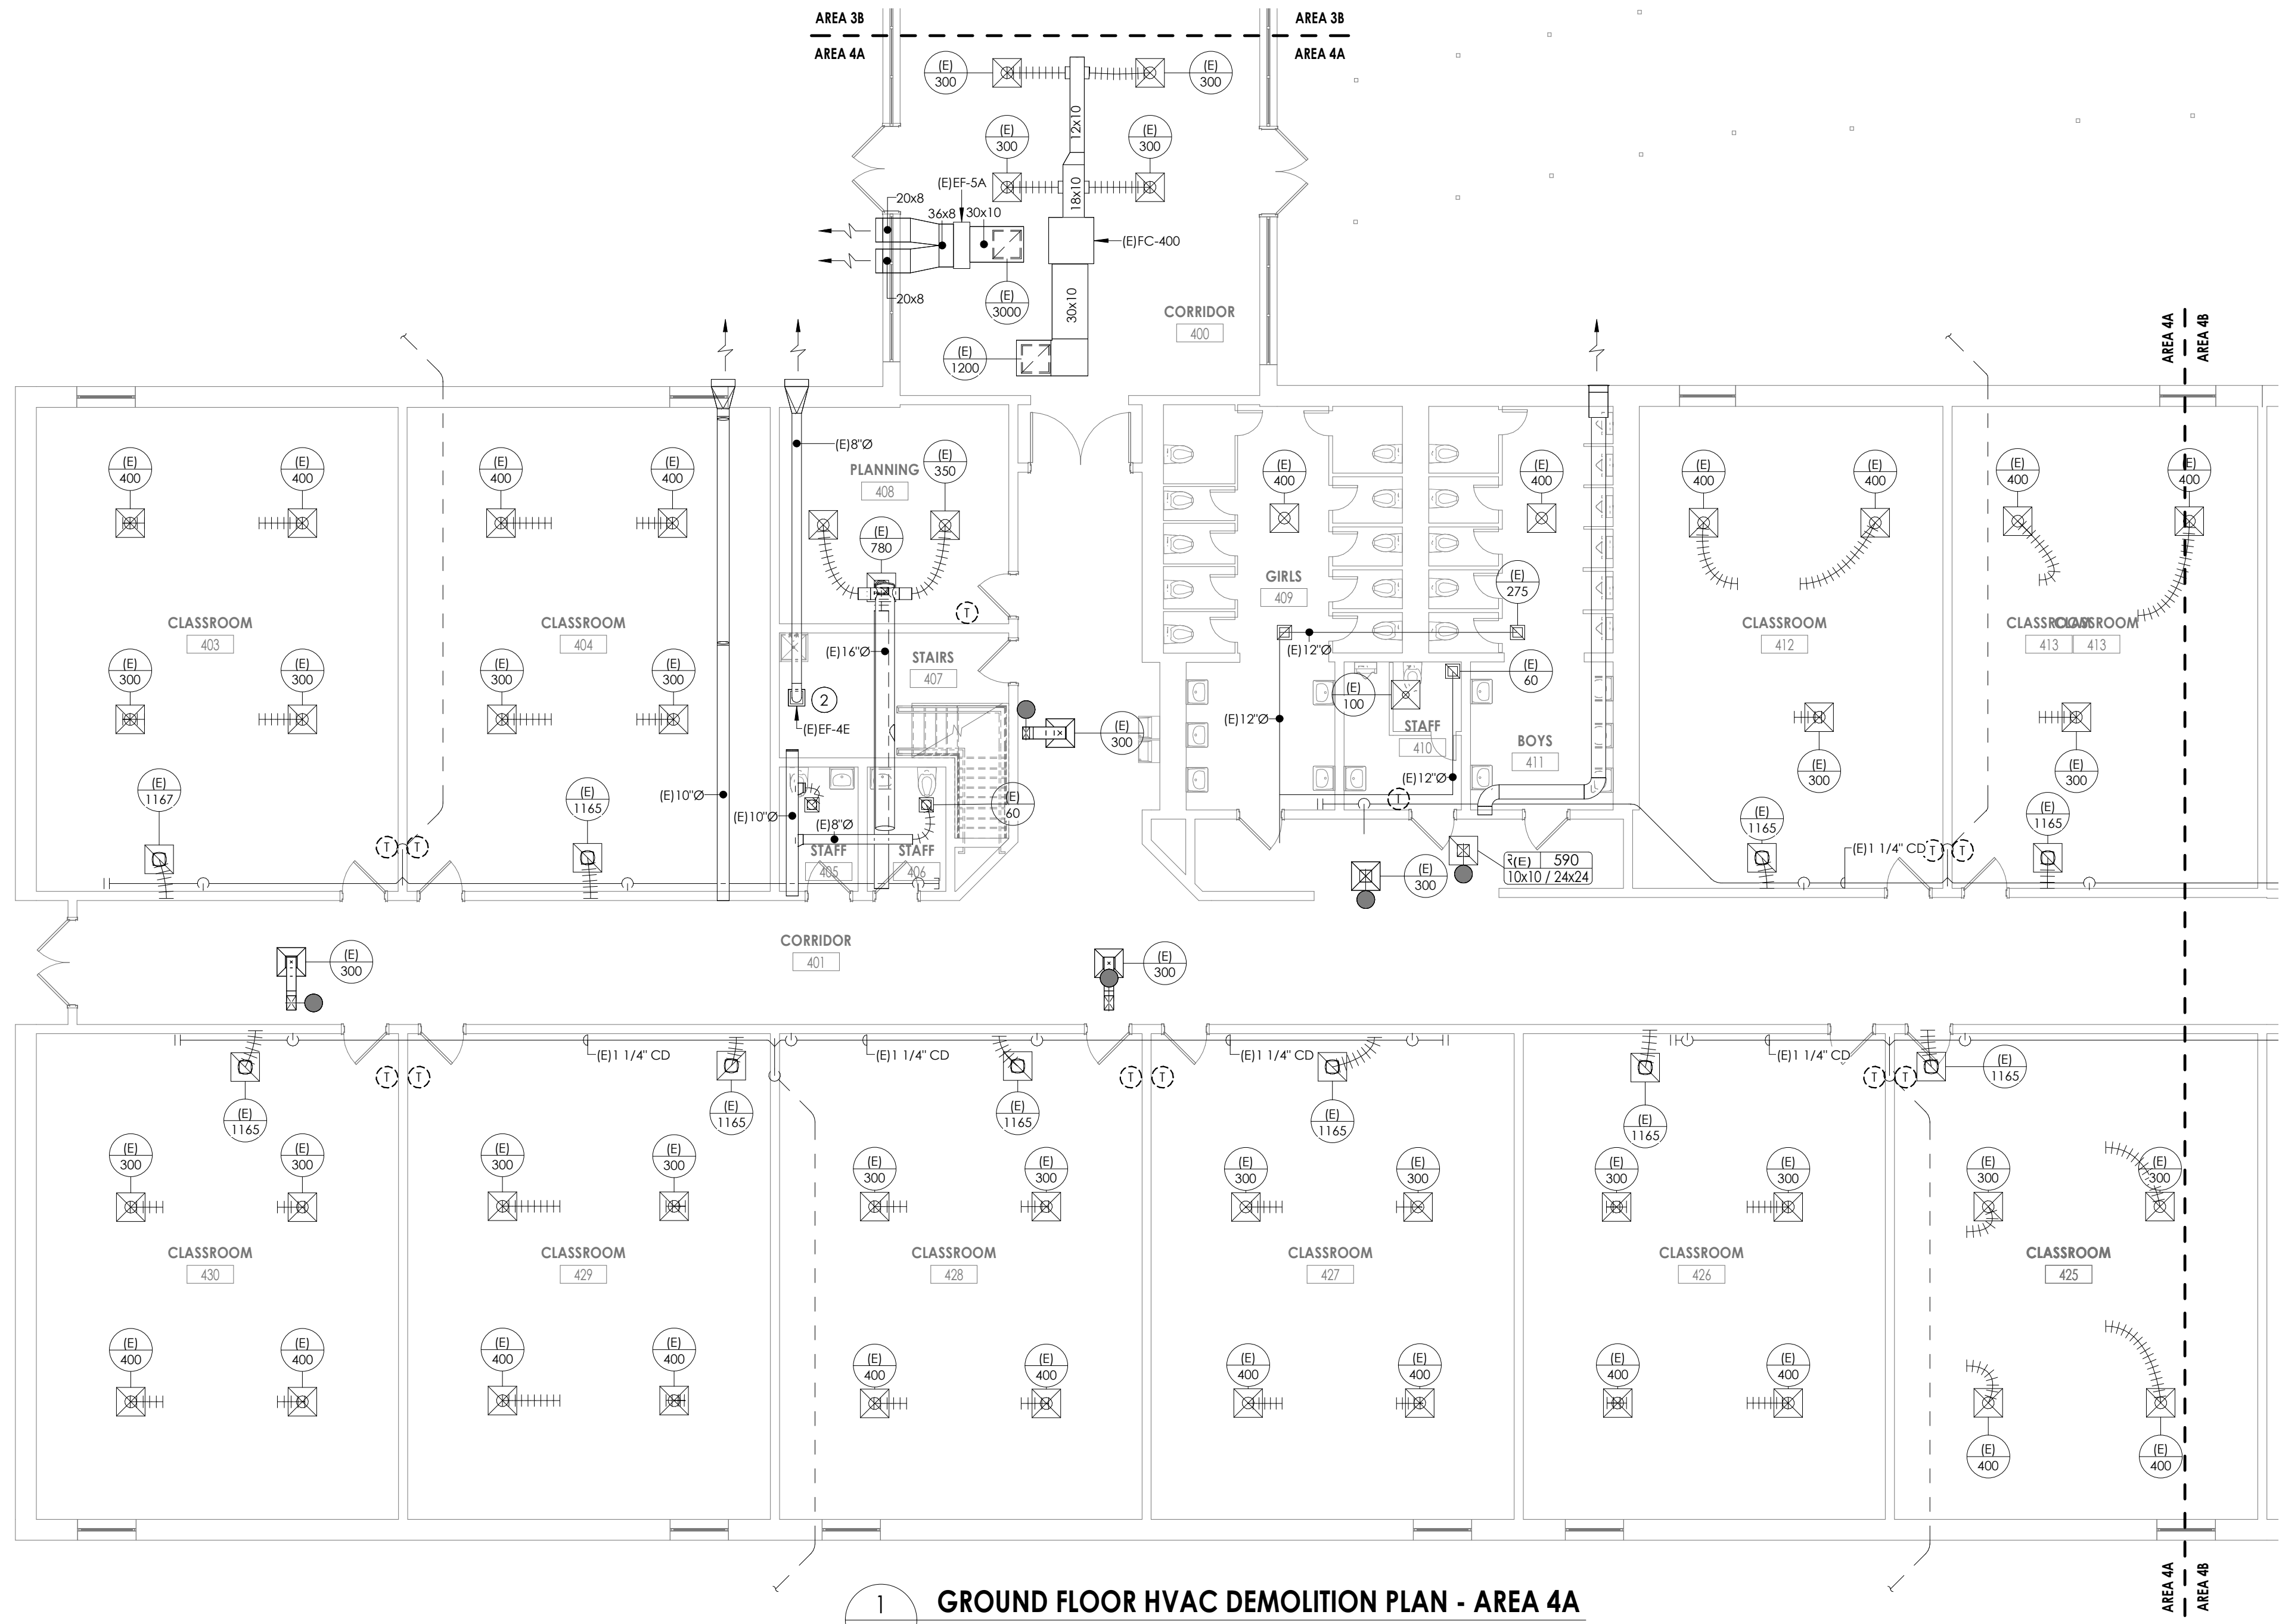 AREA 3B
AREA 3B
AREA 4A
AREA 4A
(E)
300
(E)
300
12x10
(E)
300
(E)
300
(E)EF-5A
18x10
20x8
36x8
30x10
(E)FC-400
20x8
(E)
3000
30x10
CORRIDOR
400
(E)
1200
AREA 4A
AREA 4B
(E)
400
(E)
400
(E)
400
(E)
400
(E)8"Ø
PLANNING
408
(E)
350
(E)
780
(E)
400
(E)
400
(E)
400
(E)
400
(E)
400
(E)
400
GIRLS
409
(E)
275
CLASSROOM
403
CLASSROOM
404
T
CLASSROOM
412
CLASSROOM
413
CLASSROOM
413
(E)
300
(E)
300
(E)
300
(E)
300
(E)16"Ø
STAIRS
407
2
(E)EF-4E
(E)12"Ø
(E)
60
(E)
100
(E)12"Ø
STAFF
410
BOYS
411
(E)12"Ø
(E)
300
(E)
300
(E)
300
(E)
1167
(E)
1165
(E)10"Ø
(E)10"Ø
(E)8"Ø
(E)
60
STAFF
405
STAFF
406
T
T
T
(E)
1165
(E)
1165
(E)1 1/4" CD
T
T
(E)
300
(E) 590
10x10 / 24x24
CORRIDOR
401
(E)
300
(E)
300
(E)1 1/4" CD
(E)1 1/4" CD
(E)1 1/4" CD
(E)1 1/4" CD
T
T
T
T
T
T
(E)
1165
(E)
1165
(E)
1165
(E)
1165
(E)
1165
(E)
1165
(E)
300
(E)
300
(E)
300
(E)
300
(E)
300
(E)
300
(E)
300
(E)
300
(E)
300
(E)
300
(E)
300
(E)
300
CLASSROOM
430
CLASSROOM
429
CLASSROOM
428
CLASSROOM
427
CLASSROOM
426
CLASSROOM
425
(E)
400
(E)
400
(E)
400
(E)
400
(E)
400
(E)
400
(E)
400
(E)
400
(E)
400
(E)
400
(E)
400
(E)
400
AREA 4A
AREA 4B
1
GROUND FLOOR HVAC DEMOLITION PLAN - AREA 4A